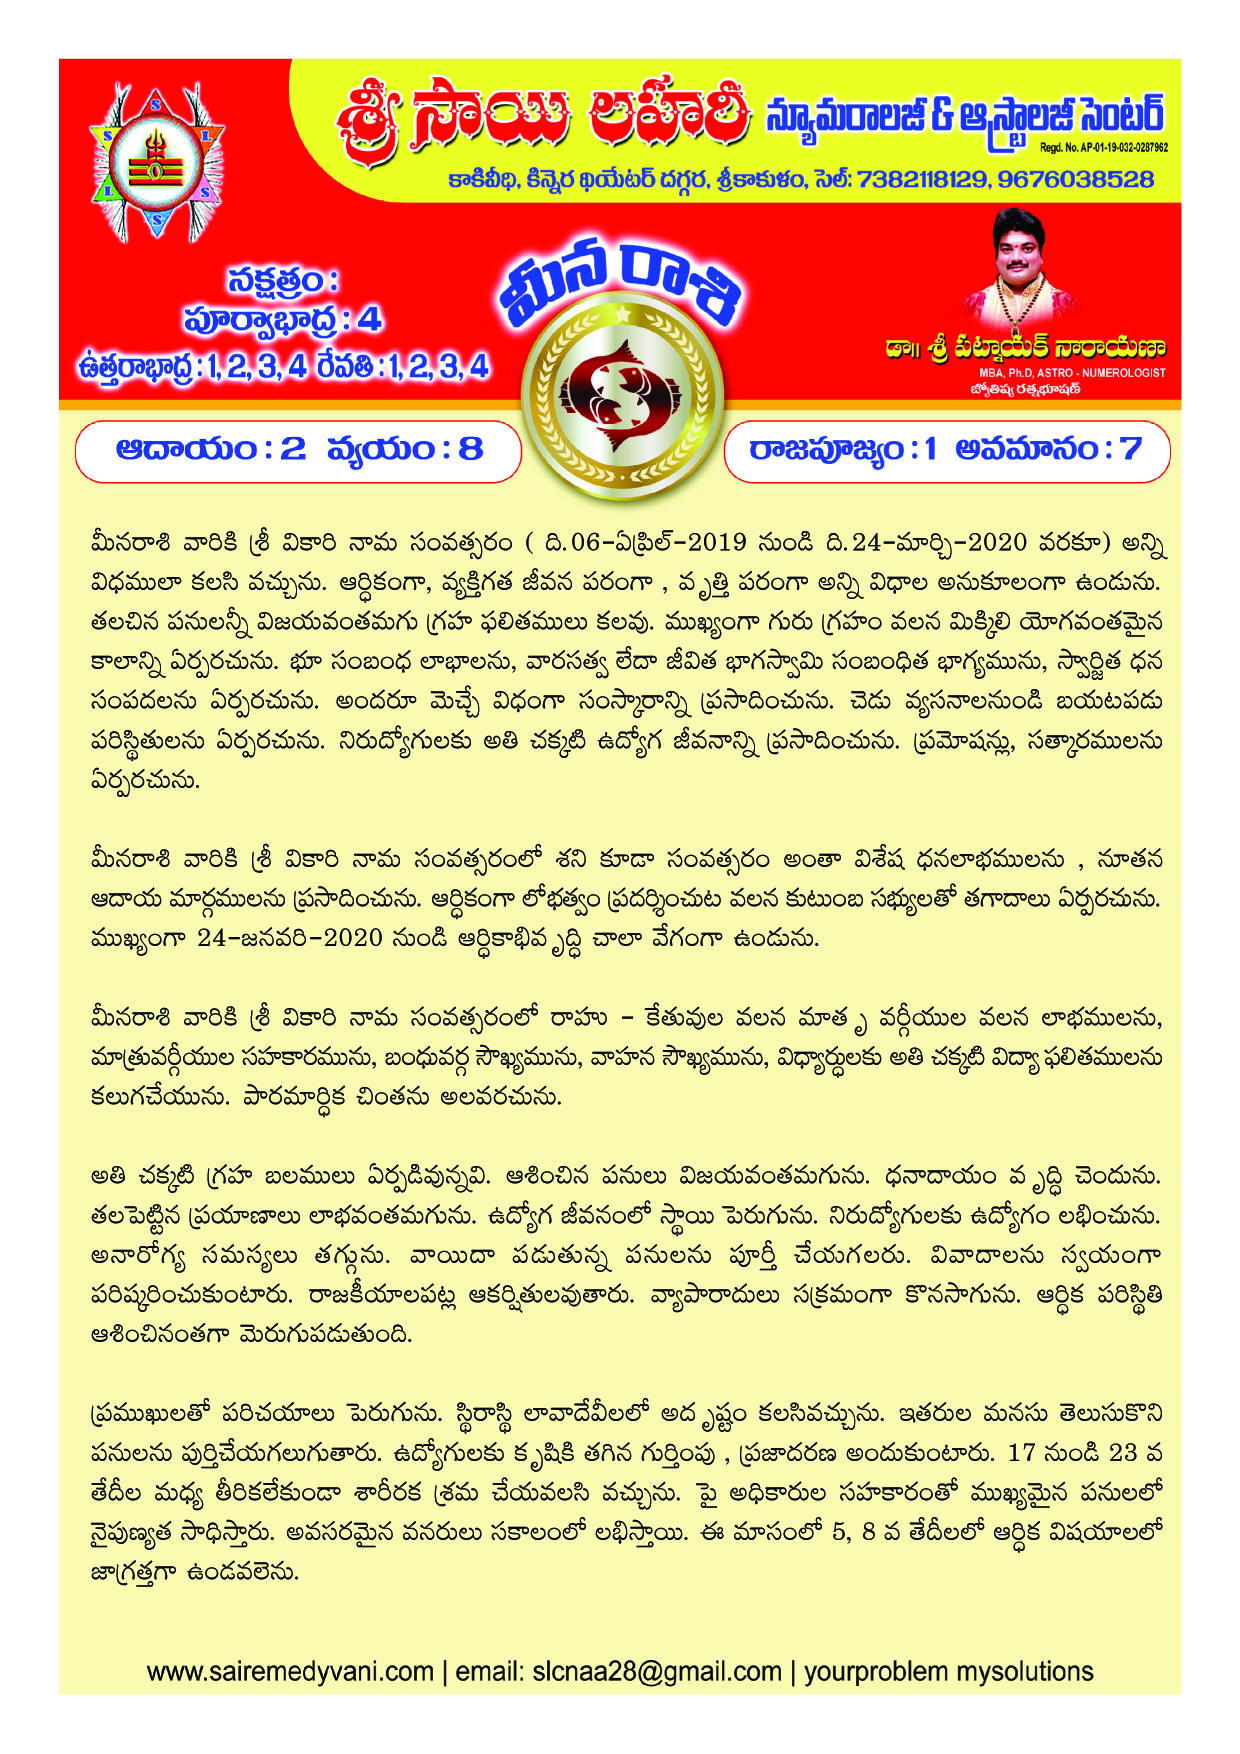 శ్రీ సాయి లహరి న్యూమరాలజీ & ఆస్ట్రాలజీ సెంటర్
Regd. No. AP-01-19-032-0287962
కాకివీధి, కిన్నెర థియేటర్ దగ్గర, శ్రీకాకుళం, సెల్: 7382118129, 9676038528
S
S L
L S
S
మీన రాశి
నక్షత్రం :
పూర్వాభాద్ర : 4
ఉత్తరాభాద్ర : 1, 2, 3, 4 రేవతి : 1, 2, 3, 4
డా|| శ్రీ పట్నాయక్ నారాయణా
MBA, Ph.D, ASTRO - NUMEROLOGIST
జ్యోతిష్య రత్నభూషణ్
ఆదాయం : 2 వ్యయం : 8
రాజపూజ్యం : 1 అవమానం : 7
మీనరాశి వారికి శ్రీ వికారి నామ సంవత్సరం ( ది.06-ఏప్రిల్-2019 నుండి ది.24-మార్చి-2020 వరకూ) అన్ని
విధములా కలసి వచ్చును. ఆర్ధికంగా, వ్యక్తిగత జీవన పరంగా , వృత్తి పరంగా అన్ని విధాల అనుకూలంగా ఉండును.
తలచిన పనులన్నీ విజయవంతమగు గ్రహ ఫలితములు కలవు. ముఖ్యంగా గురు గ్రహం వలన మిక్కిలి యోగవంతమైన
కాలాన్ని ఏర్పరచును. భూ సంబంధ లాభాలను, వారసత్వ లేదా జీవిత భాగస్వామి సంబంధిత భాగ్యమును, స్వార్జిత ధన
సంపదలను ఏర్పరచును. అందరూ మెచ్చే విధంగా సంస్కారాన్ని ప్రసాదించును. చెడు వ్యసనాలనుండి బయటపడు
పరిస్థితులను ఏర్పరచును. నిరుద్యోగులకు అతి చక్కటి ఉద్యోగ జీవనాన్ని ప్రసాదించును. ప్రమోషన్లు, సత్కారములను
ఏర్పరచును.
మీనరాశి వారికి శ్రీ వికారి నామ సంవత్సరంలో శని కూడా సంవత్సరం అంతా విశేష ధనలాభములను , నూతన
ఆదాయ మార్గములను ప్రసాదించును. ఆర్ధికంగా లోభత్వం ప్రదర్శించుట వలన కుటుంబ సభ్యులతో తగాదాలు ఏర్పరచును.
ముఖ్యంగా 24-జనవరి-2020 నుండి ఆర్ధికాభివృద్ధి చాలా వేగంగా ఉండును.
మీనరాశి వారికి శ్రీ వికారి నామ సంవత్సరంలో రాహు - కేతువుల వలన మాతృ వర్గీయుల వలన లాభములను,
మాత్రువర్గీయుల సహకారమును, బంధువర్గ సౌఖ్యమును, వాహన సౌఖ్యమును, విధ్యార్ధులకు అతి చక్కటి విద్యా ఫలితములను
కలుగచేయును. పారమార్ధిక చింతను అలవరచును.
అతి చక్కటి గ్రహ బలములు ఏర్పడివున్నవి. ఆశించిన పనులు విజయవంతమగును. ధనాదాయం వృద్ధి చెందును.
తలపెట్టిన ప్రయాణాలు లాభవంతమగును. ఉద్యోగ జీవనంలో స్థాయి పెరుగును. నిరుద్యోగులకు ఉద్యోగం లభించును.
అనారోగ్య సమస్యలు తగ్గును. వాయిదా పడుతున్న పనులను పూర్తీ చేయగలరు. వివాదాలను స్వయంగా
పరిష్కరించుకుంటారు. రాజకీయాలపట్ల ఆకర్షితులవుతారు. వ్యాపారాదులు సక్రమంగా కొనసాగును. ఆర్ధిక పరిస్థితి
ఆశించినంతగా మెరుగుపడుతుంది.
ప్రముఖులతో పరిచయాలు పెరుగును. స్థిరాస్థి లావాదేవీలలో అదృష్టం కలసివచ్చును. ఇతరుల మనసు తెలుసుకొని
పనులను పుర్తిచేయగలుగుతారు. ఉద్యోగులకు కృషికి తగిన గుర్తింపు , ప్రజాదరణ అందుకుంటారు. 17 నుండి 23 వ
తేదీల మధ్య తీరికలేకుండా శారీరక శ్రమ చేయవలసి వచ్చును. పై అధికారుల సహకారంతో ముఖ్యమైన పనులలో
నైపుణ్యత సాధిస్తారు. అవసరమైన వనరులు సకాలంలో లభిస్తాయి. ఈ మాసంలో 5, 8 వ తేదీలలో ఆర్ధిక విషయాలలో
జాగ్రత్తగా ఉండవలెను.
www.sairemedyvani.com | email: slcnaa28@gmail.com | yourproblem mysolutions